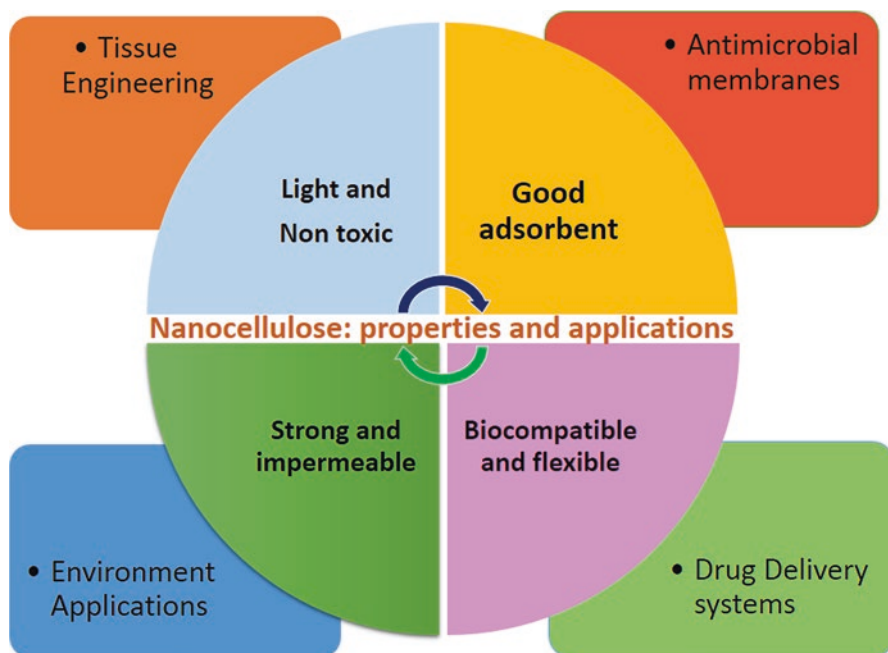 • Tissue
Engineering
• Antimicrobial
membranes
Light and
Non toxic
Good
adsorbent
Nanocellulose: properties and applications
Strong and
impermeable
Biocompatible
and flexible
• Environment
Applications
• Drug Delivery
systems